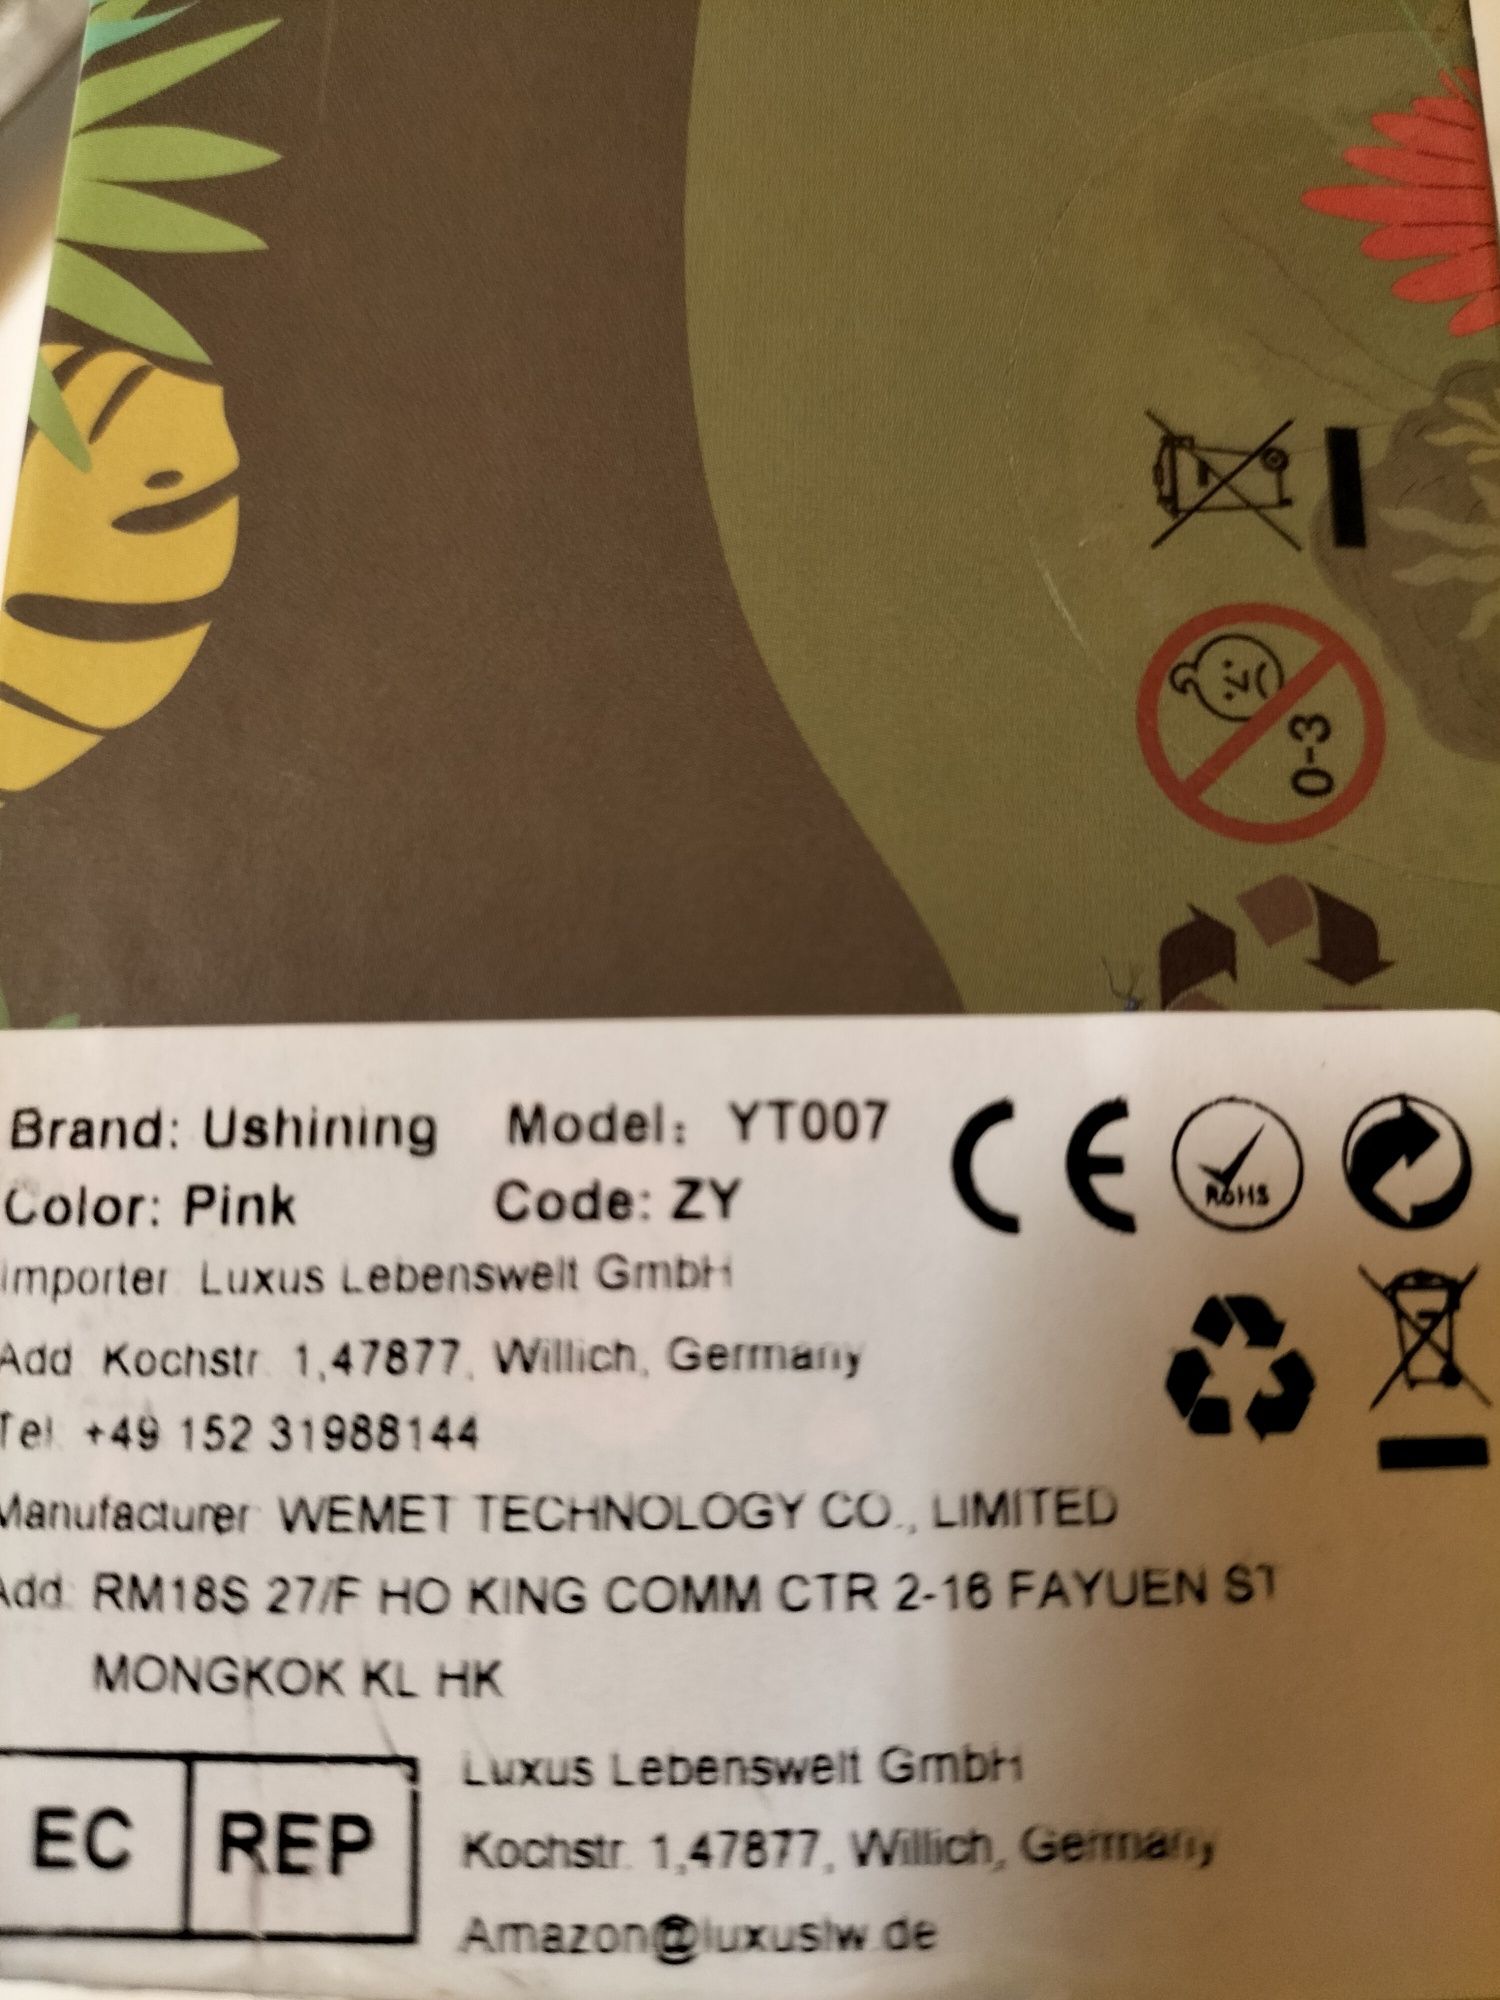 0-3
Brand: Ushining Model: YT007
Color: Pink Code: ZY
CE
RoHS
Importer: Luxus Lebenswelt GmbH
Add: Kochstr. 1,47877, Willich, Germany
Tel: +49 152 31988144
Manufacturer: WEMET TECHNOLOGY CO., LIMITED
Add: RM18S 27/F HO KING COMM CTR 2-16 FAYUEN ST
MONGKOK KL HK
EC REP
Luxus Lebenswelt GmbH
Kochstr. 1,47877, Willich, Germany
Amazon@luxuslw.de